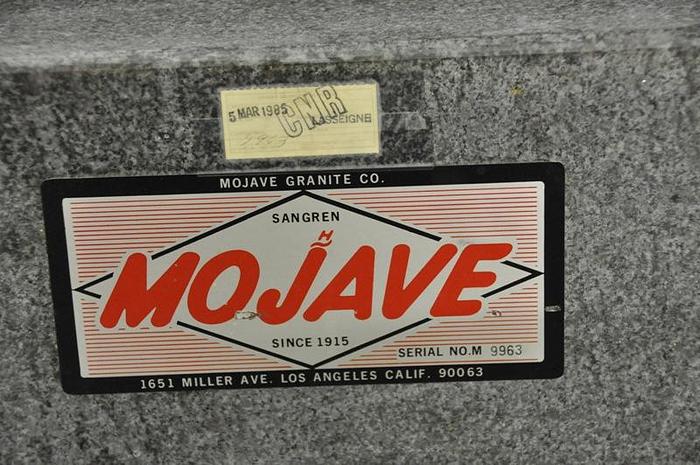 5 MAR 1985
CMR
LASSEIGNE
MOJAVE GRANITE CO.
SANGREN
H
MOJAVE
SINCE 1915
SERIAL NO.M 9963
1651 MILLER AVE. LOS ANGELES CALIF. 90063